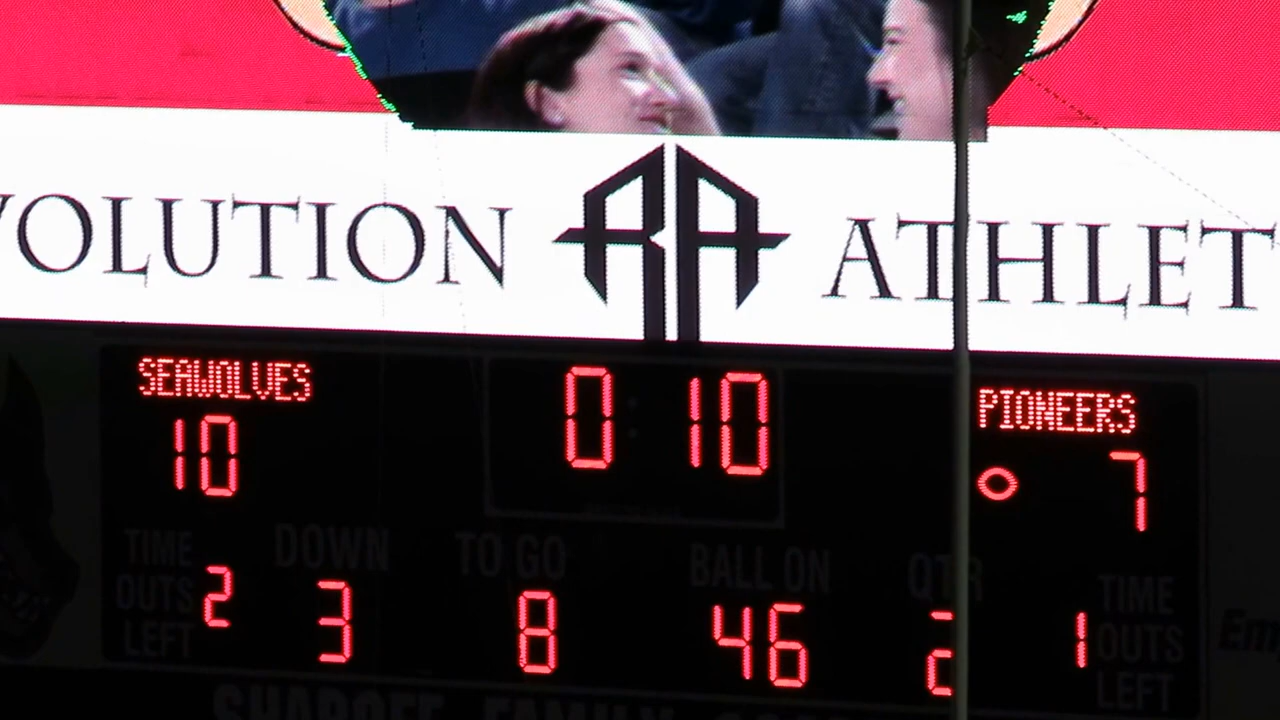 VOLUTION RA ATHLET
SEAWOLVES
10
0 10
PIONEERS
7
TIME OUTS LEFT 2
DOWN 3
TO GO 8
BALL ON 46
QTR 2
1 TIME OUTS LEFT